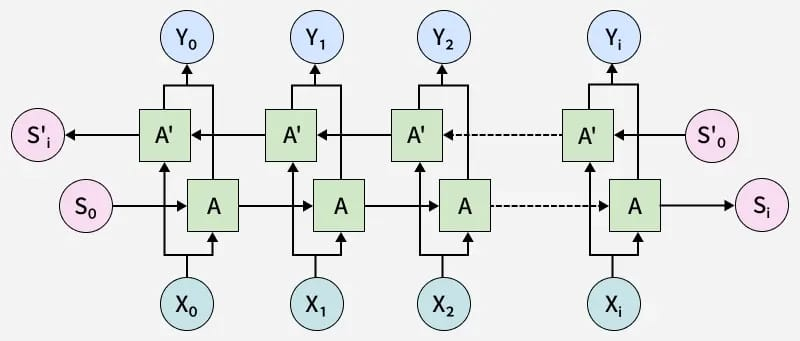 Y₀ Y₁ Y₂ Yᵢ
S'ᵢ A' A' A' A' S'₀
S₀ A A A A Sᵢ
X₀ X₁ X₂ Xᵢ